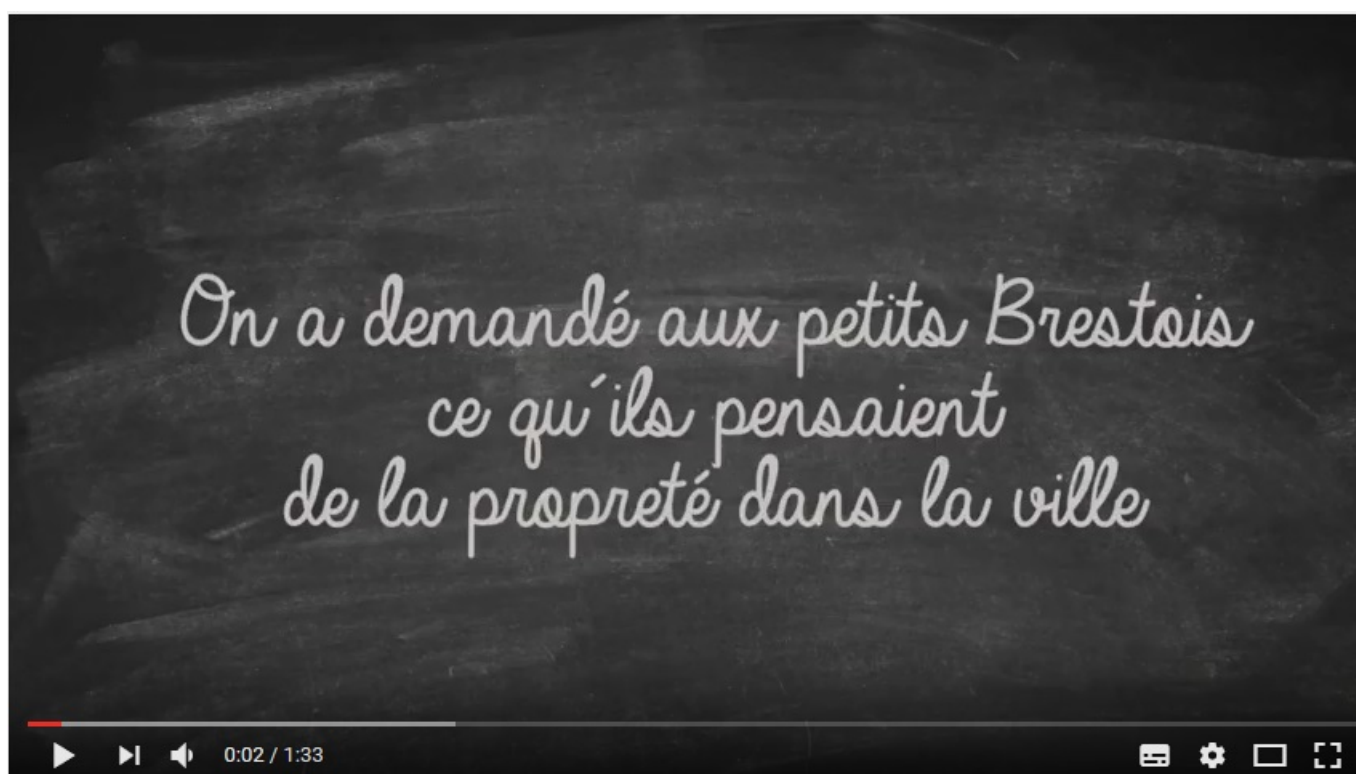 On a demandé aux petits Brestois
ce qu´ils pensaient
de la propreté dans la ville
0:02 / 1:33